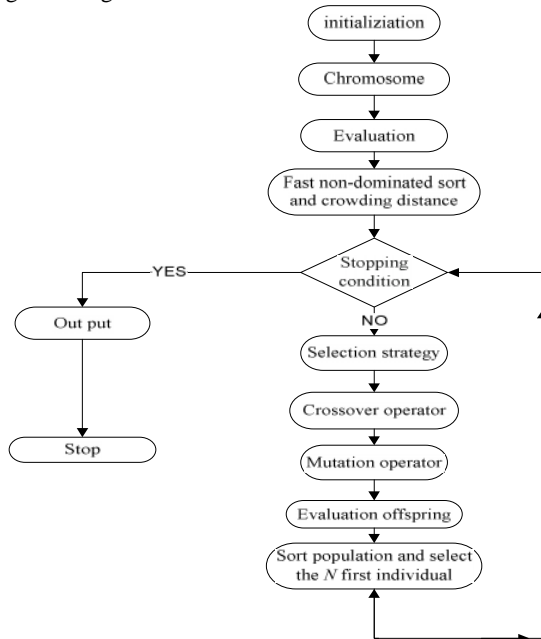 initializiation
Chromosome
Evaluation
Fast non-dominated sort
and crowding distance
Stopping
condition
YES
NO
Out put
Stop
Selection strategy
Crossover operator
Mutation operator
Evaluation offspring
Sort population and select
the N first individual